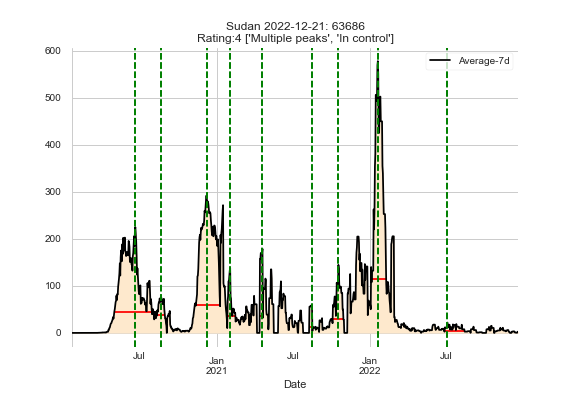 Sudan 2022-12-21: 63686
Rating:4 ['Multiple peaks', 'In control']
600
500
400
300
200
100
0
Average-7d
Jul
Jan
2021
Jul
Jan
2022
Jul
Date